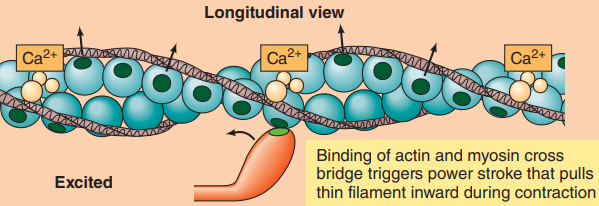 Longitudinal view
Ca²⁺
Ca²⁺
Ca²⁺
Excited
Binding of actin and myosin cross
bridge triggers power stroke that pulls
thin filament inward during contraction